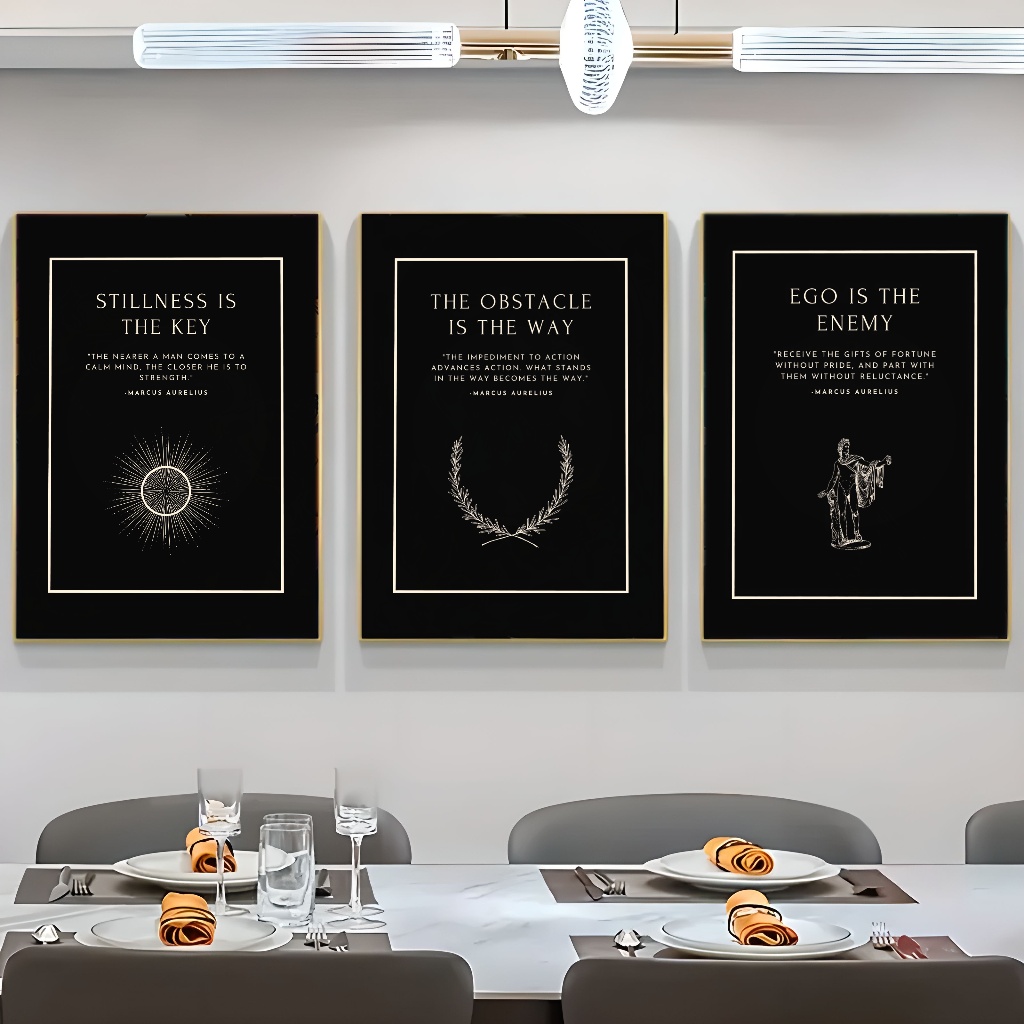 STILLNESS IS
THE KEY
"THE NEARER A MAN COMES TO A
CALM MIND, THE CLOSER HE IS TO
STRENGTH."
-MARCUS AURELIUS
THE OBSTACLE
IS THE WAY
"THE IMPEDIMENT TO ACTION
ADVANCES ACTION. WHAT STANDS
IN THE WAY BECOMES THE WAY."
-MARCUS AURELIUS
EGO IS THE
ENEMY
"RECEIVE THE GIFTS OF FORTUNE
WITHOUT PRIDE, AND PART WITH
THEM WITHOUT RELUCTANCE."
-MARCUS AURELIUS